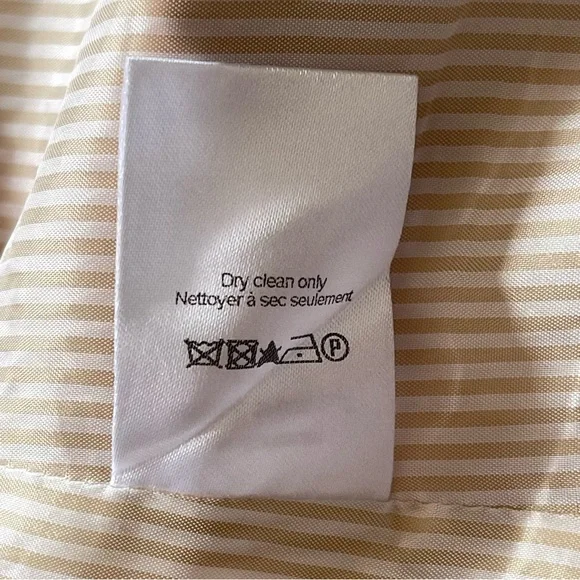 Dry clean only
Nettoyer à sec seulement
P